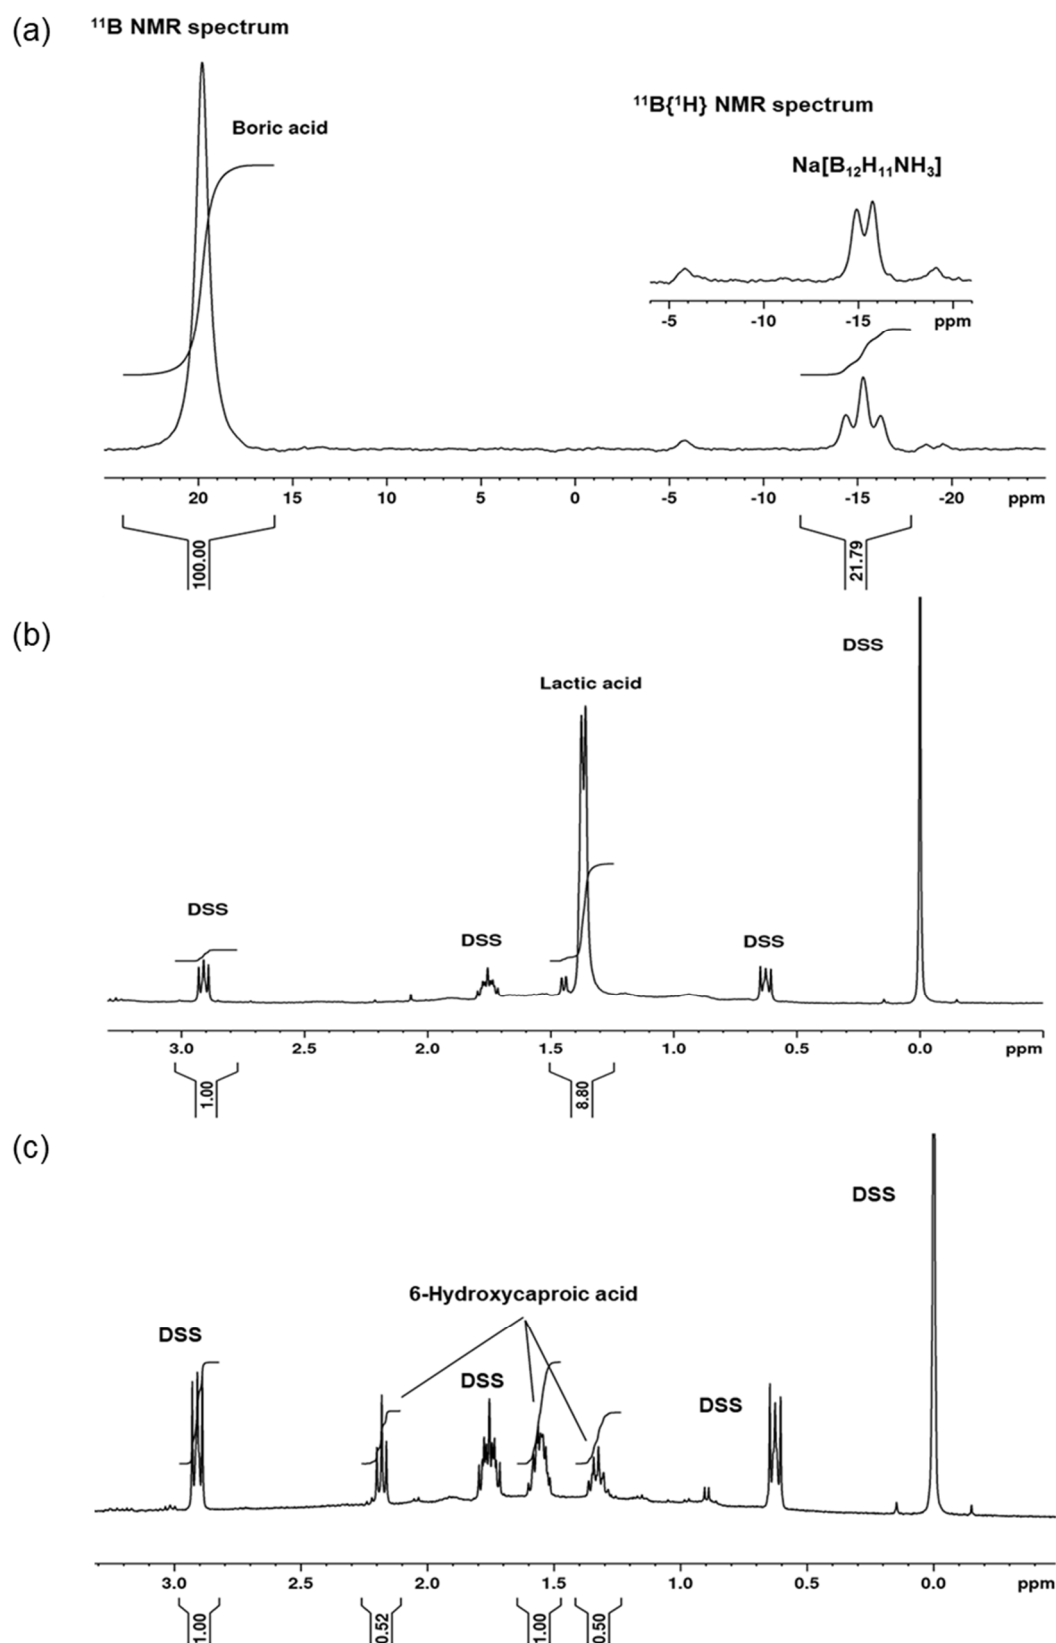 (a)
¹¹B NMR spectrum
¹¹B{¹H} NMR spectrum
Boric acid
Na[B₁₂H₁₁NH₃]
-5 -10 -15 ppm
20 15 10 5 0 -5 -10 -15 -20 ppm
100.00 21.79
(b)
DSS
Lactic acid
DSS
DSS
DSS
3.0 2.5 2.0 1.5 1.0 0.5 0.0 ppm
1.00 8.80
(c)
DSS
6-Hydroxycaproic acid
DSS
DSS
DSS
3.0 2.5 2.0 1.5 1.0 0.5 0.0 ppm
1.00 0.52 1.00 0.50